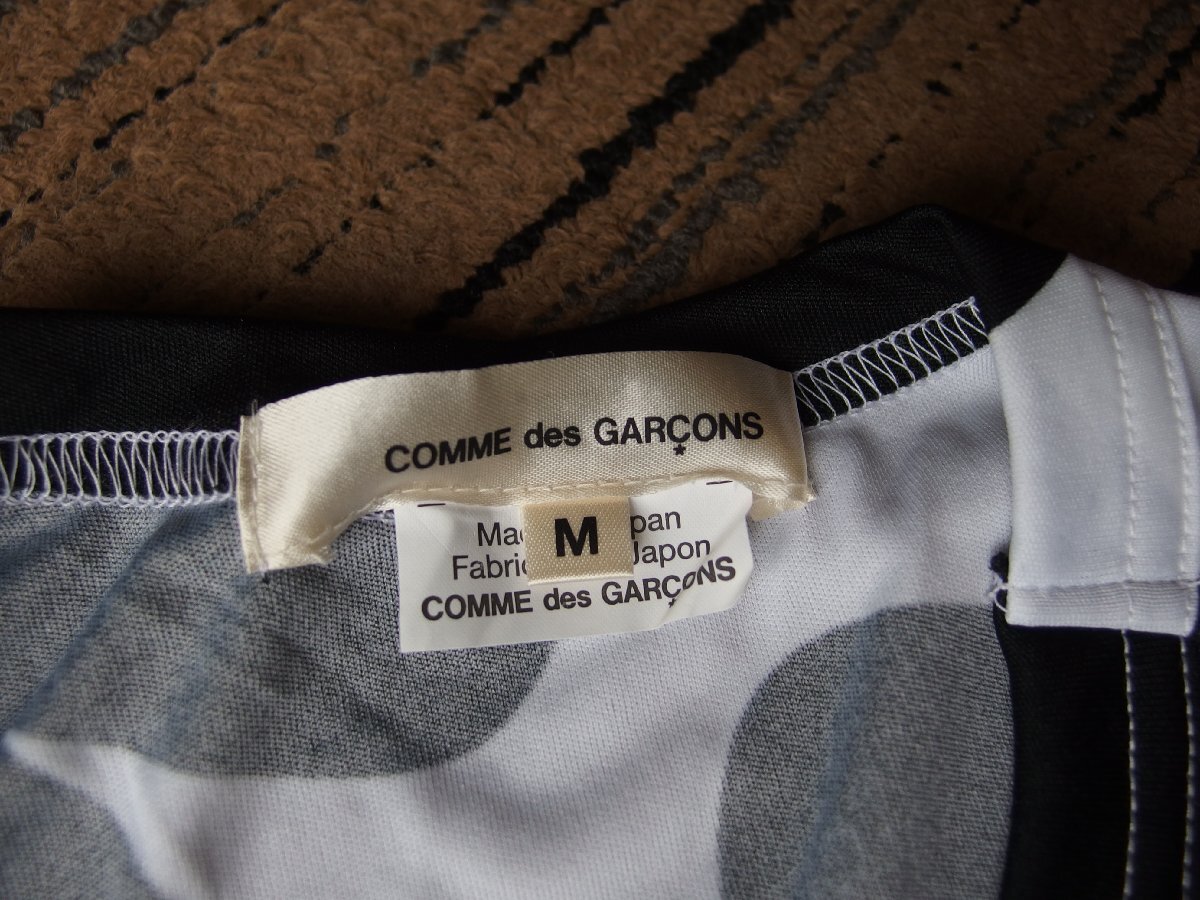 COMME des GARÇONS
M
Mad pan
Fabri Japon
COMME des GARÇONS